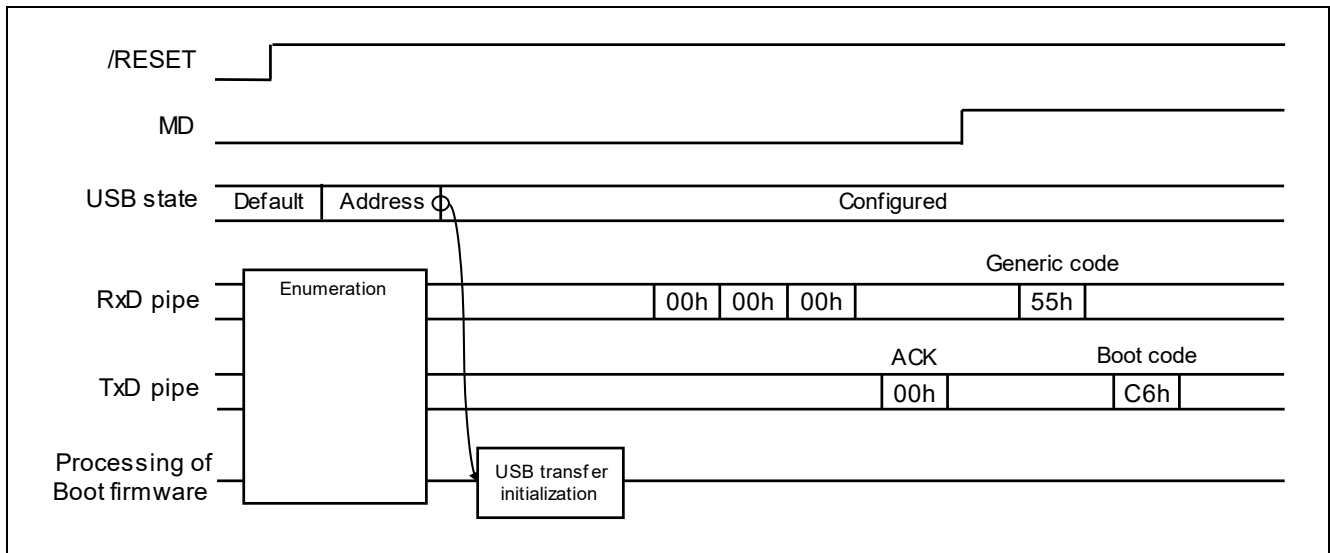 /RESET
MD
USB state
Default
Address
Configured
Generic code
RxD pipe
Enumeration
00h
00h
00h
55h
ACK
Boot code
TxD pipe
00h
C6h
Processing of
Boot firmware
USB transfer
initialization